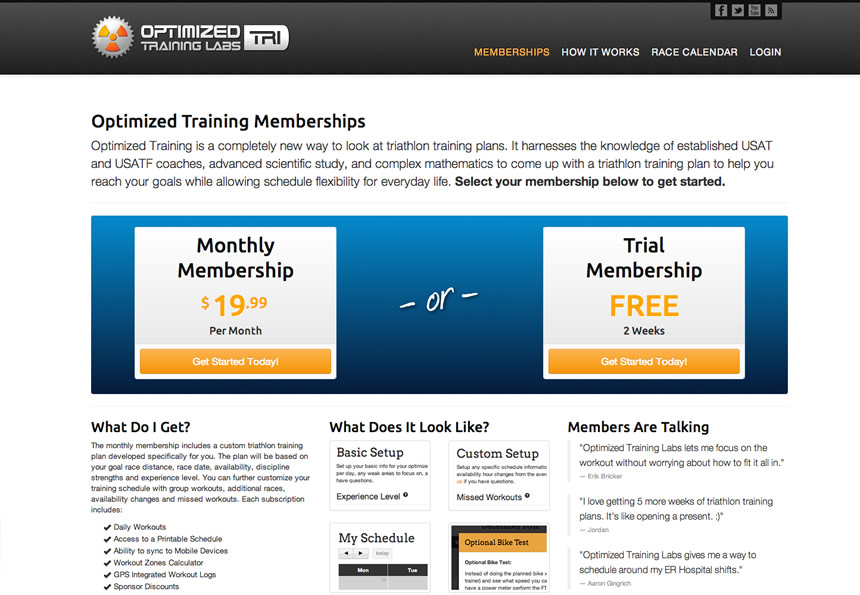 OPTIMIZED
TRAINING LABS TRI
MEMBERSHIPS HOW IT WORKS RACE CALENDAR LOGIN
Optimized Training Memberships
Optimized Training is a completely new way to look at triathlon training plans. It harnesses the knowledge of established USAT
and USATF coaches, advanced scientific study, and complex mathematics to come up with a triathlon training plan to help you
reach your goals while allowing schedule flexibility for everyday life. Select your membership below to get started.
Monthly
Membership
$19.99
Per Month
Get Started Today!
- or -
Trial
Membership
FREE
2 Weeks
Get Started Today!
What Do I Get?
The monthly membership includes a custom triathlon training
plan developed specifically for you. The plan will be based on
your goal race distance, race date, availability, discipline
strengths and experience level. You can further customize your
training schedule with group workouts, additional races,
availability changes and missed workouts. Each subscription
includes:
Daily Workouts
Access to a Printable Schedule
Ability to sync to Mobile Devices
Workout Zones Calculator
GPS Integrated Workout Logs
Sponsor Discounts
What Does It Look Like?
Basic Setup
Set up your basic info for your optimize
per day, any weak areas to focus on, a
have questions.
Experience Level
Custom Setup
Setup any specific schedule informatio
availability hour changes from the aver
us if you have questions.
Missed Workouts
My Schedule
today
Mon Tue
December 2010
Optional Bike Test
Optional Bike Test:
Instead of doing the planned bike w
trainer) and see what speed you ca
have a power meter perform the FT
Members Are Talking
"Optimized Training Labs lets me focus on the
workout without worrying about how to fit it all in."
— Erik Bricker
"I love getting 5 more weeks of triathlon training
plans. It's like opening a present. :)"
— Jordan
"Optimized Training Labs gives me a way to
schedule around my ER Hospital shifts."
— Aaron Gingrich